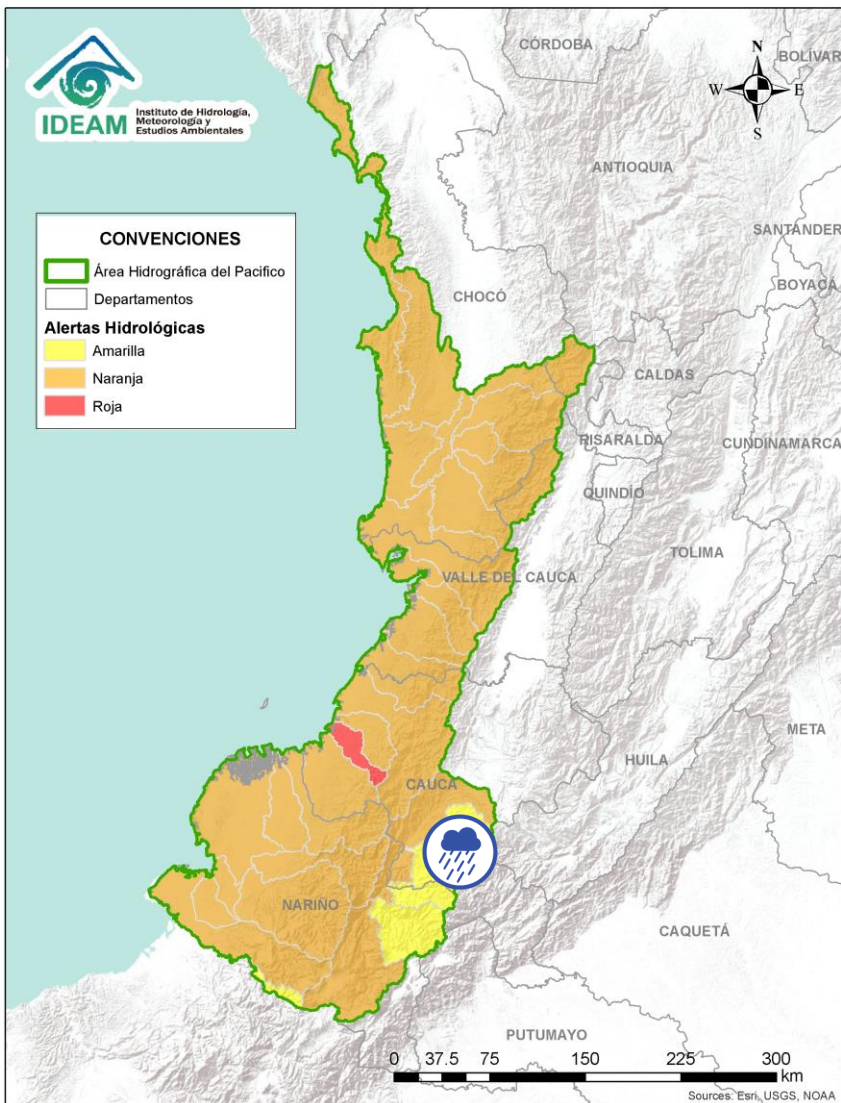 IDEAM
Instituto de Hidrología,
Meteorología y
Estudios Ambientales
CÓRDOBA
BOLÍVAR
N
W
E
S
ANTIOQUIA
SANTANDER
BOYACÁ
CONVENCIONES
Área Hidrográfica del Pacifico
Departamentos
Alertas Hidrológicas
Amarilla
Naranja
Roja
CHOCÓ
CALDAS
RISARALDA
CUNDINAMARCA
QUINDÍO
TOLIMA
VALLE DEL CAUCA
META
HUILA
CAUCA
NARIÑO
CAQUETÁ
PUTUMAYO
0 37.5 75 150 225 300
km
Sources: Esri, USGS, NOAA